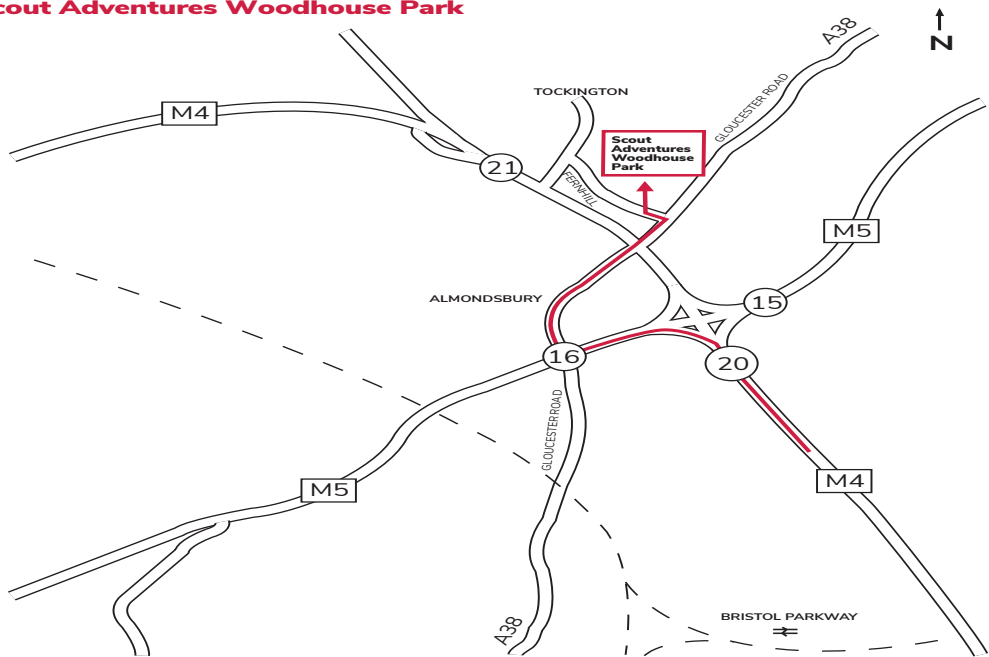 cout Adventures Woodhouse Park
A38
N
TOCKINGTON
GLOUCESTER ROAD
M4
Scout
Adventures
Woodhouse
Park
21
FERNHILL
M5
ALMONDSBURY
15
16
20
GLOUCESTER ROAD
M5
M4
BRISTOL PARKWAY
A38